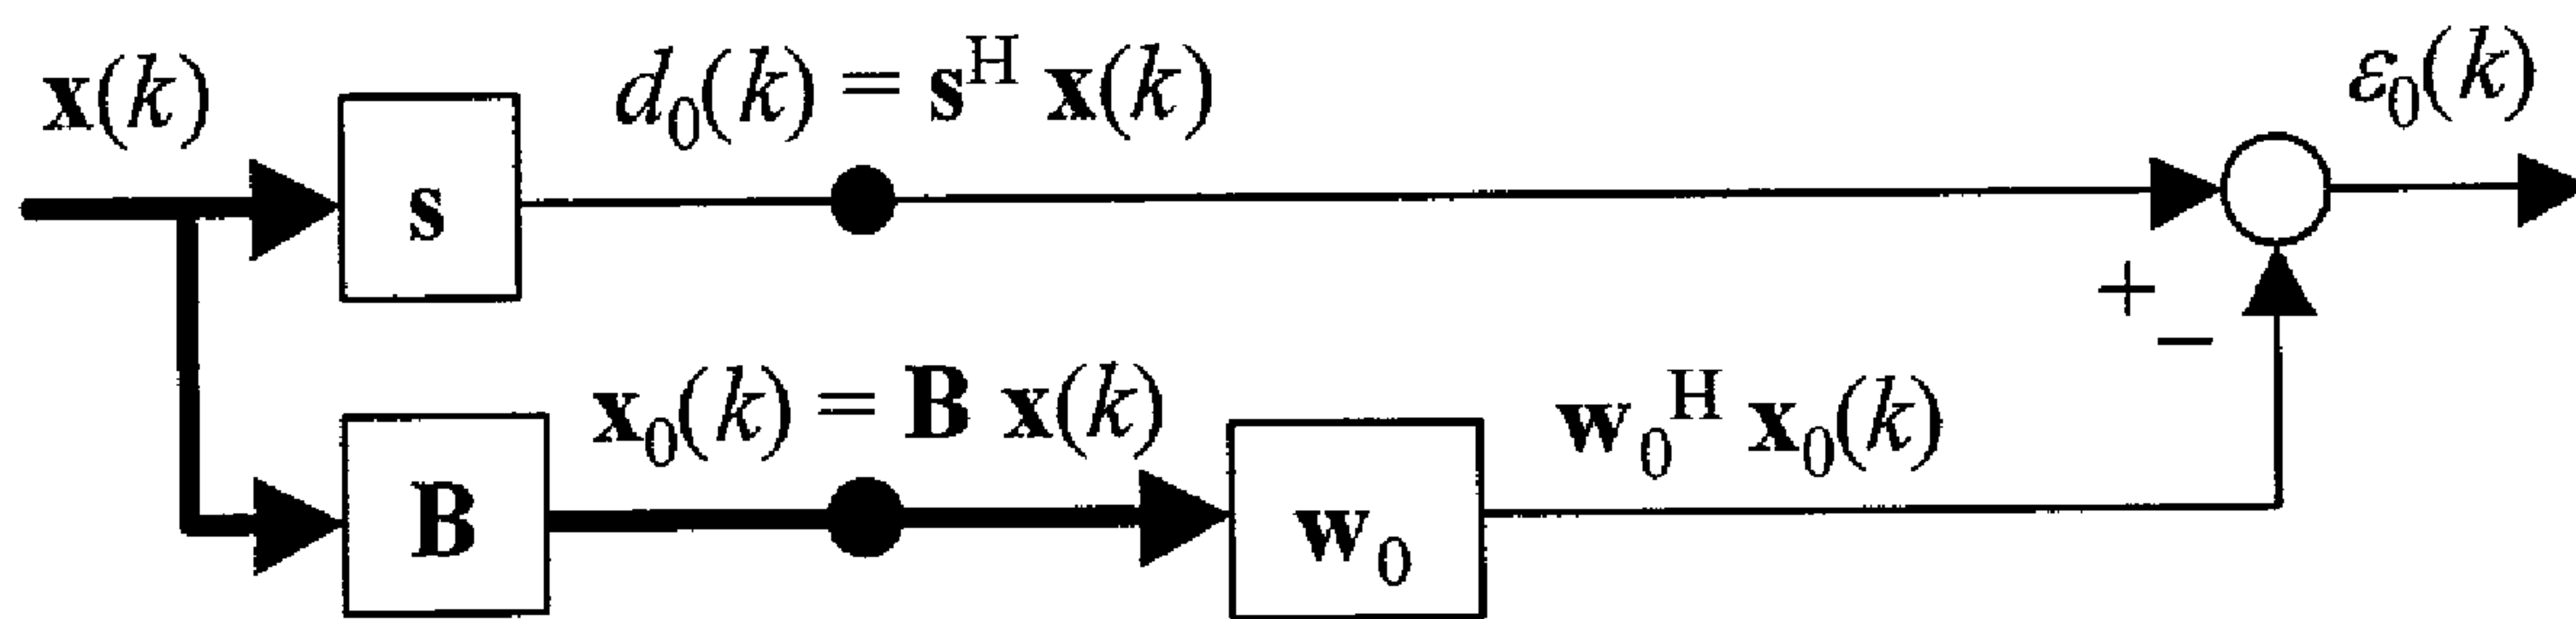 x(k) d₀(k) = sᴴ x(k) ε₀(k)
s
+
−
x₀(k) = B x(k) w₀ᴴ x₀(k)
B w₀